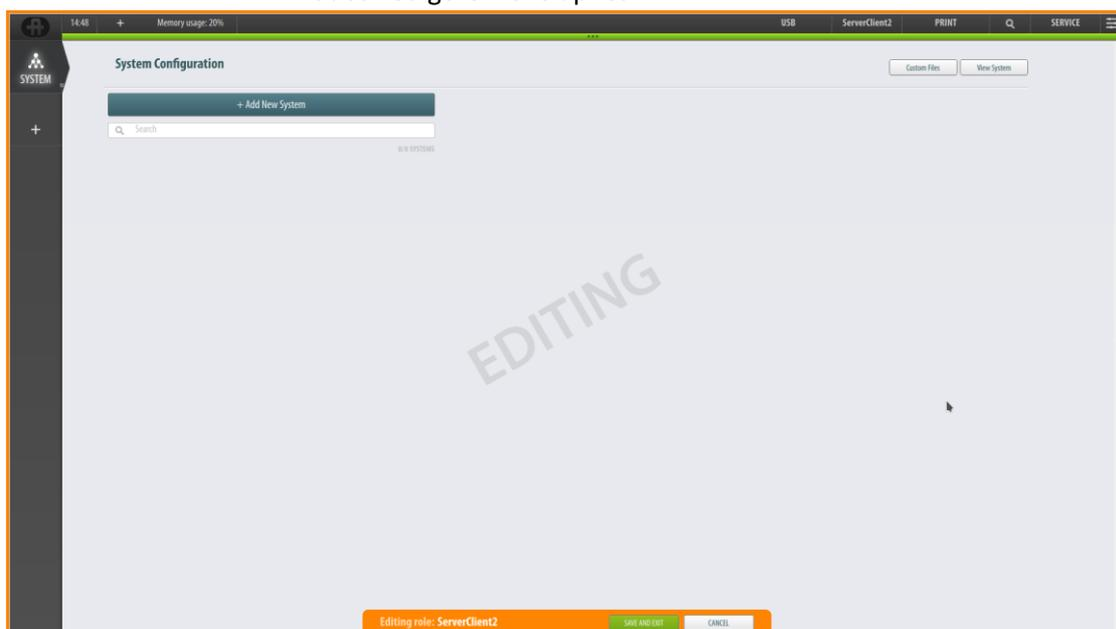 14:48 + Memory usage: 20% USB ServerClient2 PRINT SERVICE
SYSTEM
System Configuration
Custom Files View System
+ Add New System
+
Search
0/0 SYSTEMS
EDITING
Editing role: ServerClient2 SAVE AND EXIT CANCEL